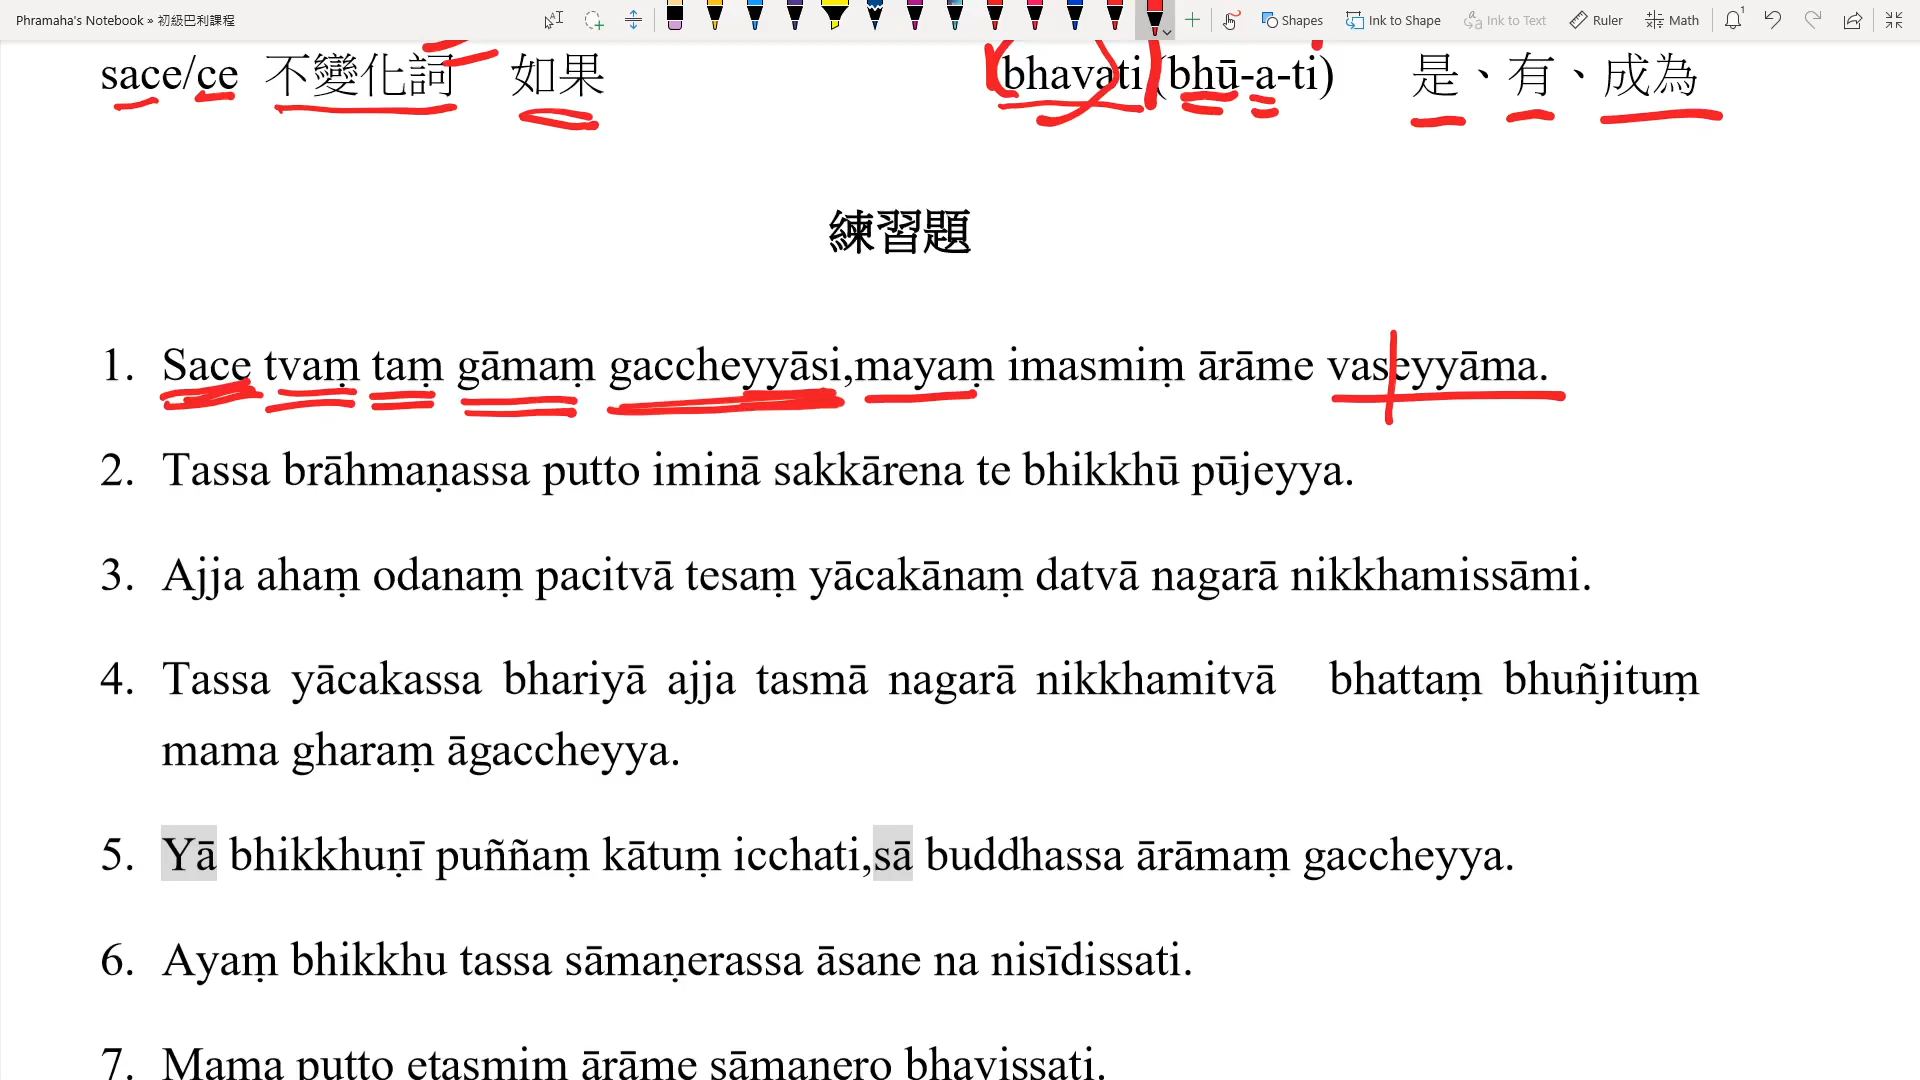 Phramaha's Notebook » 初級巴利課程
Shapes Ink to Shape Ink to Text Ruler Math
sace/ce 不變化詞 如果 bhavati (bhū-a-ti) 是、有、成為
練習題
1. Sace tvaṃ taṃ gāmaṃ gaccheyyāsi,mayaṃ imasmiṃ ārāme vaseyyāma.
2. Tassa brāhmaṇassa putto iminā sakkārena te bhikkhū pūjeyya.
3. Ajja ahaṃ odanaṃ pacitvā tesaṃ yācakānaṃ datvā nagarā nikkhamissāmi.
4. Tassa yācakassa bhariyā ajja tasmā nagarā nikkhamitvā bhattaṃ bhuñjituṃ
mama gharaṃ āgaccheyya.
5. Yā bhikkhuṇī puññaṃ kātuṃ icchati,sā buddhassa ārāmaṃ gaccheyya.
6. Ayaṃ bhikkhu tassa sāmaṇerassa āsane na nisīdissati.
7. Mama putto etasmiṃ ārāme sāmaṇero bhavissati.